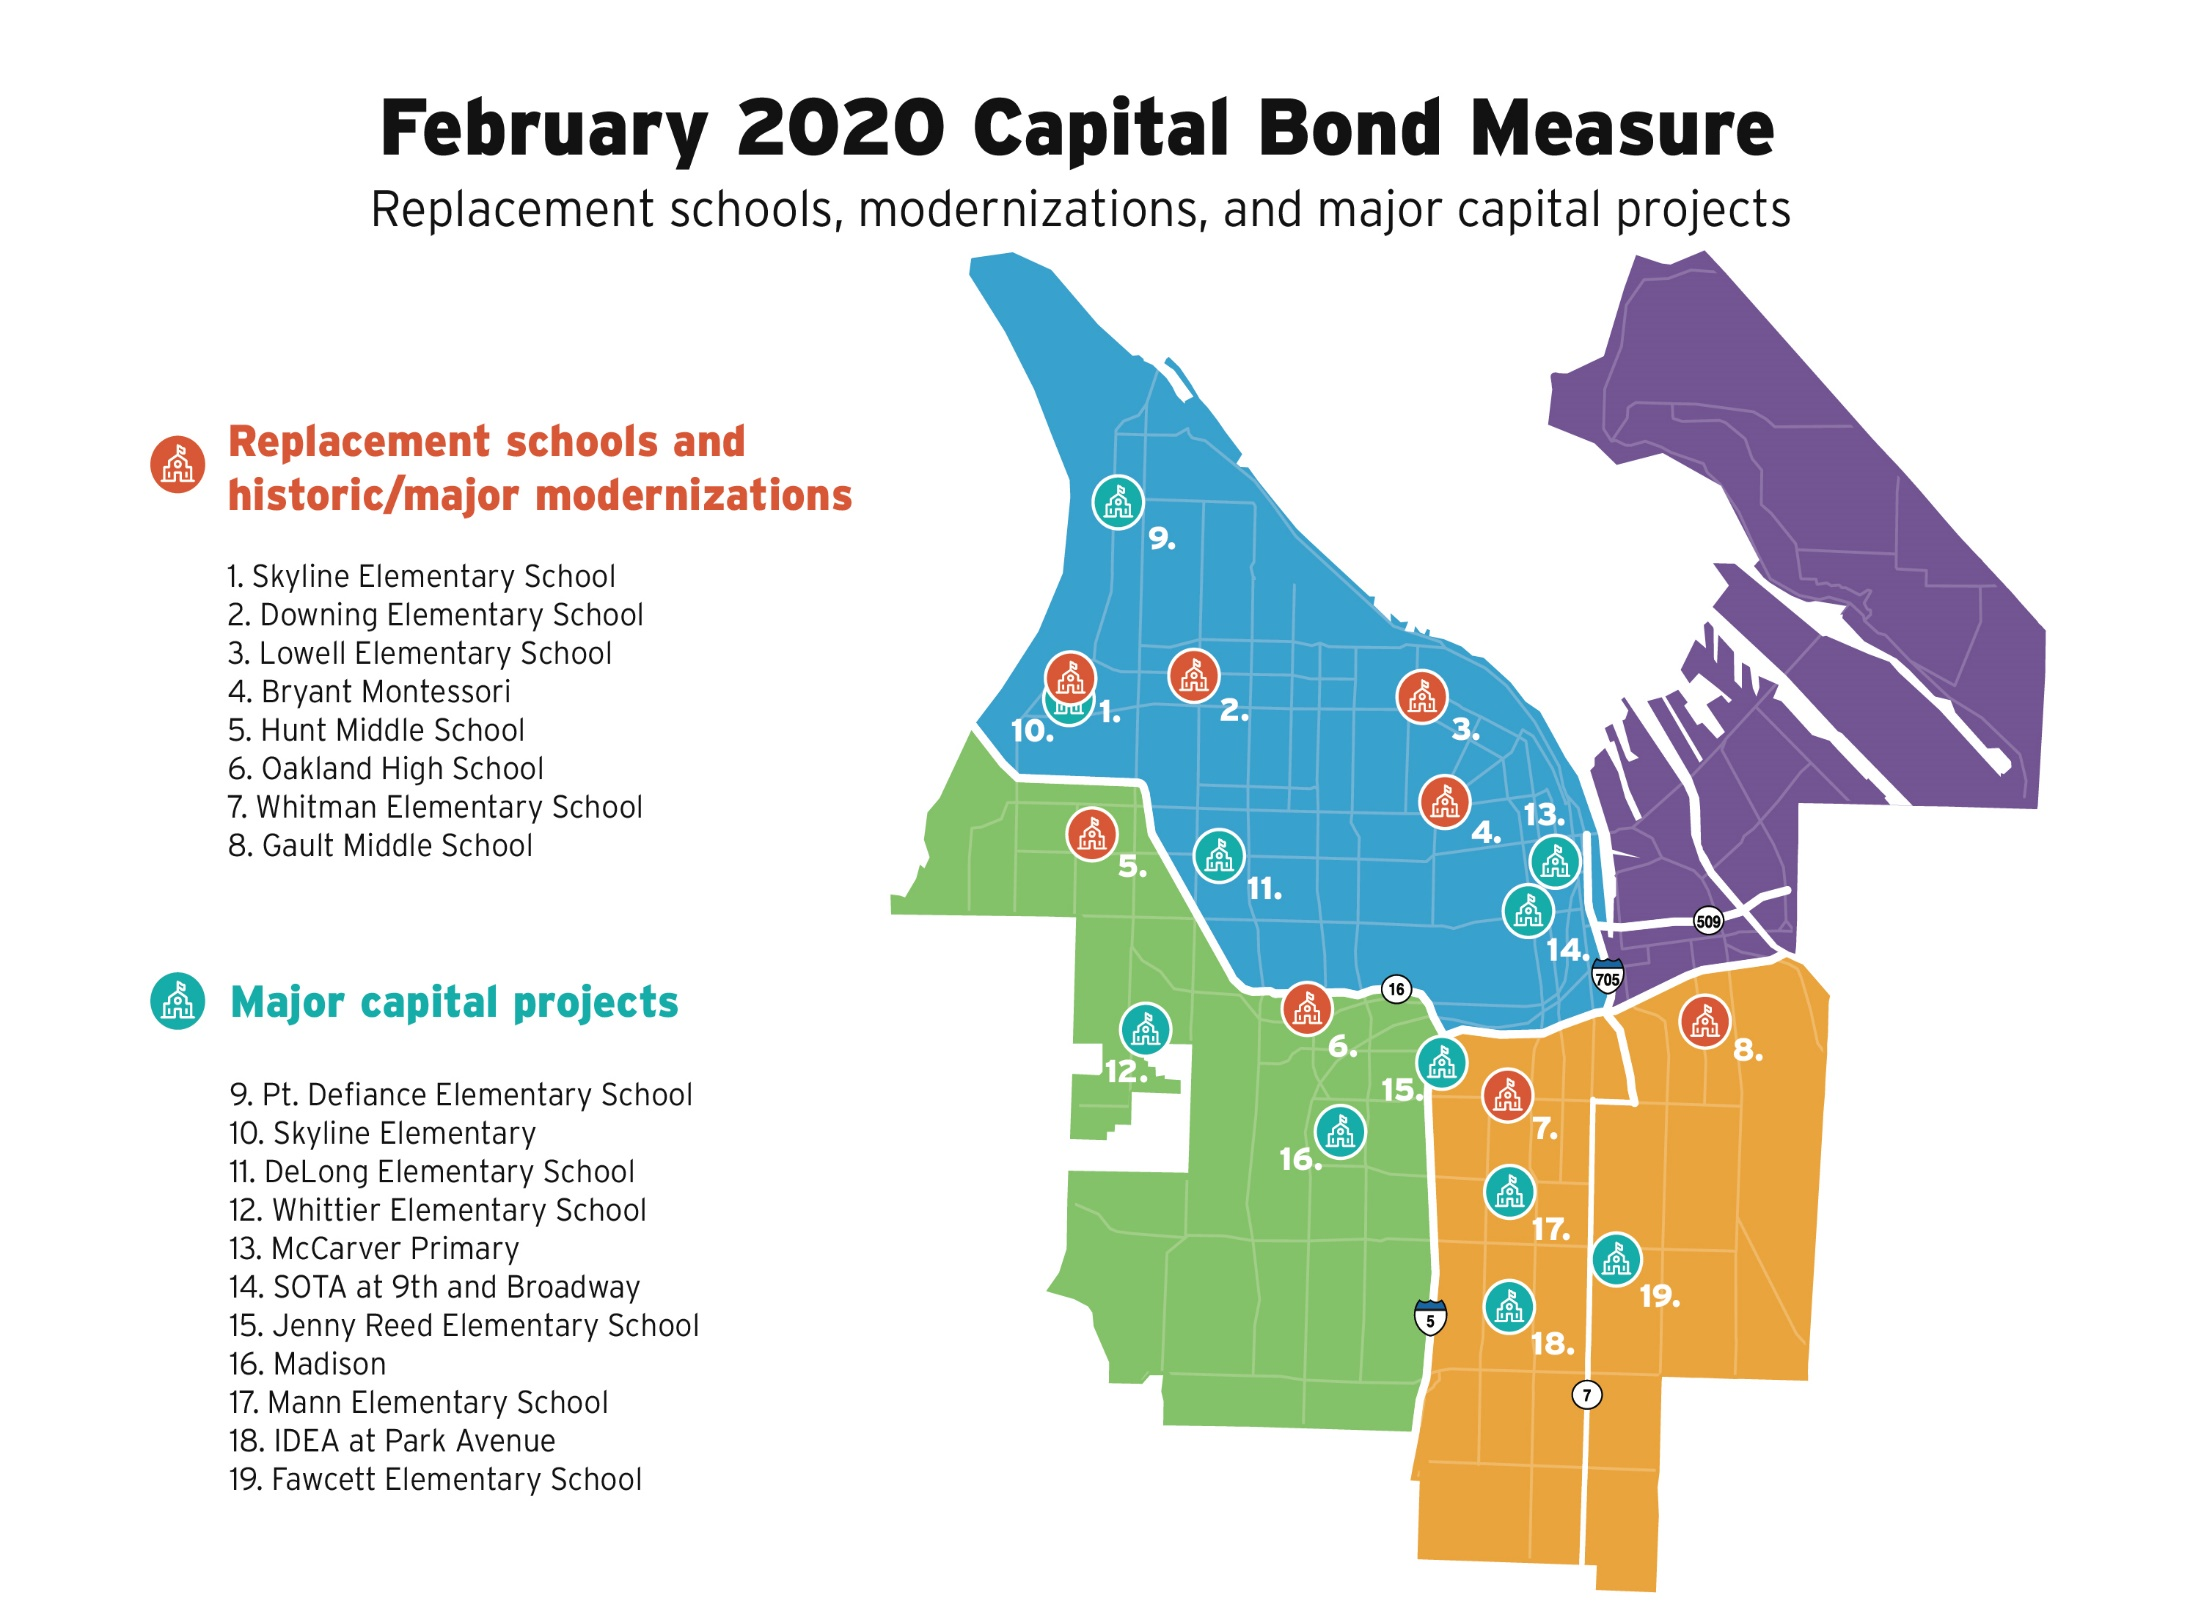 February 2020 Capital Bond Measure
Replacement schools, modernizations, and major capital projects
Replacement schools and
historic/major modernizations
1. Skyline Elementary School
2. Downing Elementary School
3. Lowell Elementary School
4. Bryant Montessori
5. Hunt Middle School
6. Oakland High School
7. Whitman Elementary School
8. Gault Middle School
Major capital projects
9. Pt. Defiance Elementary School
10. Skyline Elementary
11. DeLong Elementary School
12. Whittier Elementary School
13. McCarver Primary
14. SOTA at 9th and Broadway
15. Jenny Reed Elementary School
16. Madison
17. Mann Elementary School
18. IDEA at Park Avenue
19. Fawcett Elementary School
9.
1.
10.
2.
3.
4.
13.
5.
11.
14.
509
705
16
6.
12.
15.
8.
7.
16.
17.
19.
5
18.
7